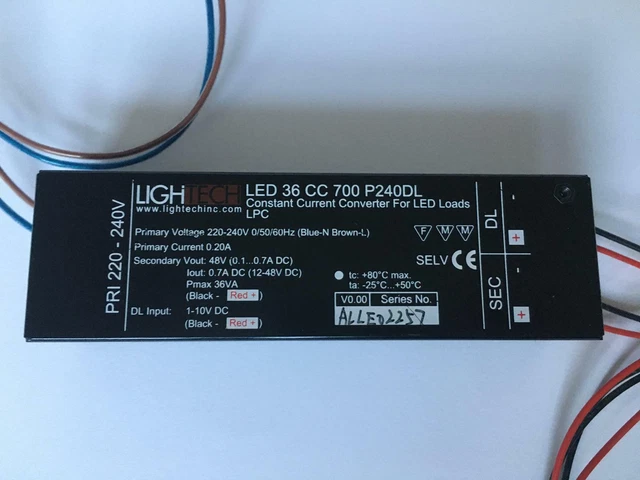 LIGHTECH
www.lightechinc.com
LED 36 CC 700 P240DL
Constant Current Converter For LED Loads
LPC
Primary Voltage 220-240V 0/50/60Hz (Blue-N Brown-L)
Primary Current 0.20A
Secondary Vout: 48V (0.1...0.7A DC)
Iout: 0.7A DC (12-48V DC)
Pmax 36VA
(Black - Red +)
DL Input: 1-10V DC
(Black - Red +)
F M M
SELV CE
tc: +80°C max.
ta: -25°C...+50°C
V0.00 Series No.
ALLED2257
PRI 220 - 240V
DL
- +
SEC
- +